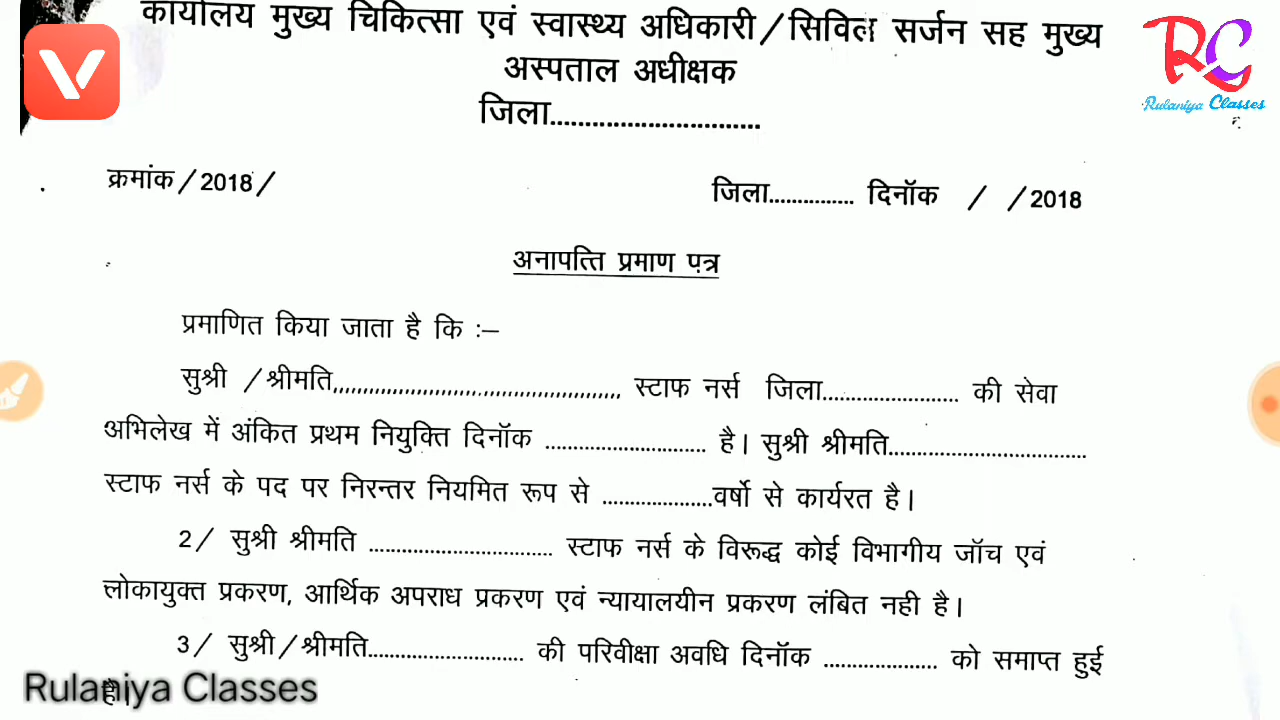 कार्यालय मुख्य चिकित्सा एवं स्वास्थ्य अधिकारी/सिविल सर्जन सह मुख्य
अस्पताल अधीक्षक
जिला..............................
RC
Rulaniya Classes
क्रमांक/2018/
जिला............... दिनॉक / /2018
अनापत्ति प्रमाण पत्र
प्रमाणित किया जाता है कि :–
सुश्री /श्रीमति,,,,,,,,,,,,,,,,,,,,,,,,,,,,,,,,,,,,,,,,,,,,,, स्टाफ नर्स जिला......................... की सेवा
अभिलेख में अंकित प्रथम नियुक्ति दिनॉक ............................. है। सुश्री श्रीमति....................................
स्टाफ नर्स के पद पर निरन्तर नियमित रूप से ....................वर्षो से कार्यरत है।
2/ सुश्री श्रीमति .................................. स्टाफ नर्स के विरूद्ध कोई विभागीय जॉच एवं
लोकायुक्त प्रकरण, आर्थिक अपराध प्रकरण एवं न्यायालयीन प्रकरण लंबित नही है।
3/ सुश्री/श्रीमति............................ की परिवीक्षा अवधि दिनॉक ..................... को समाप्त हुई
है।
Rulaniya Classes